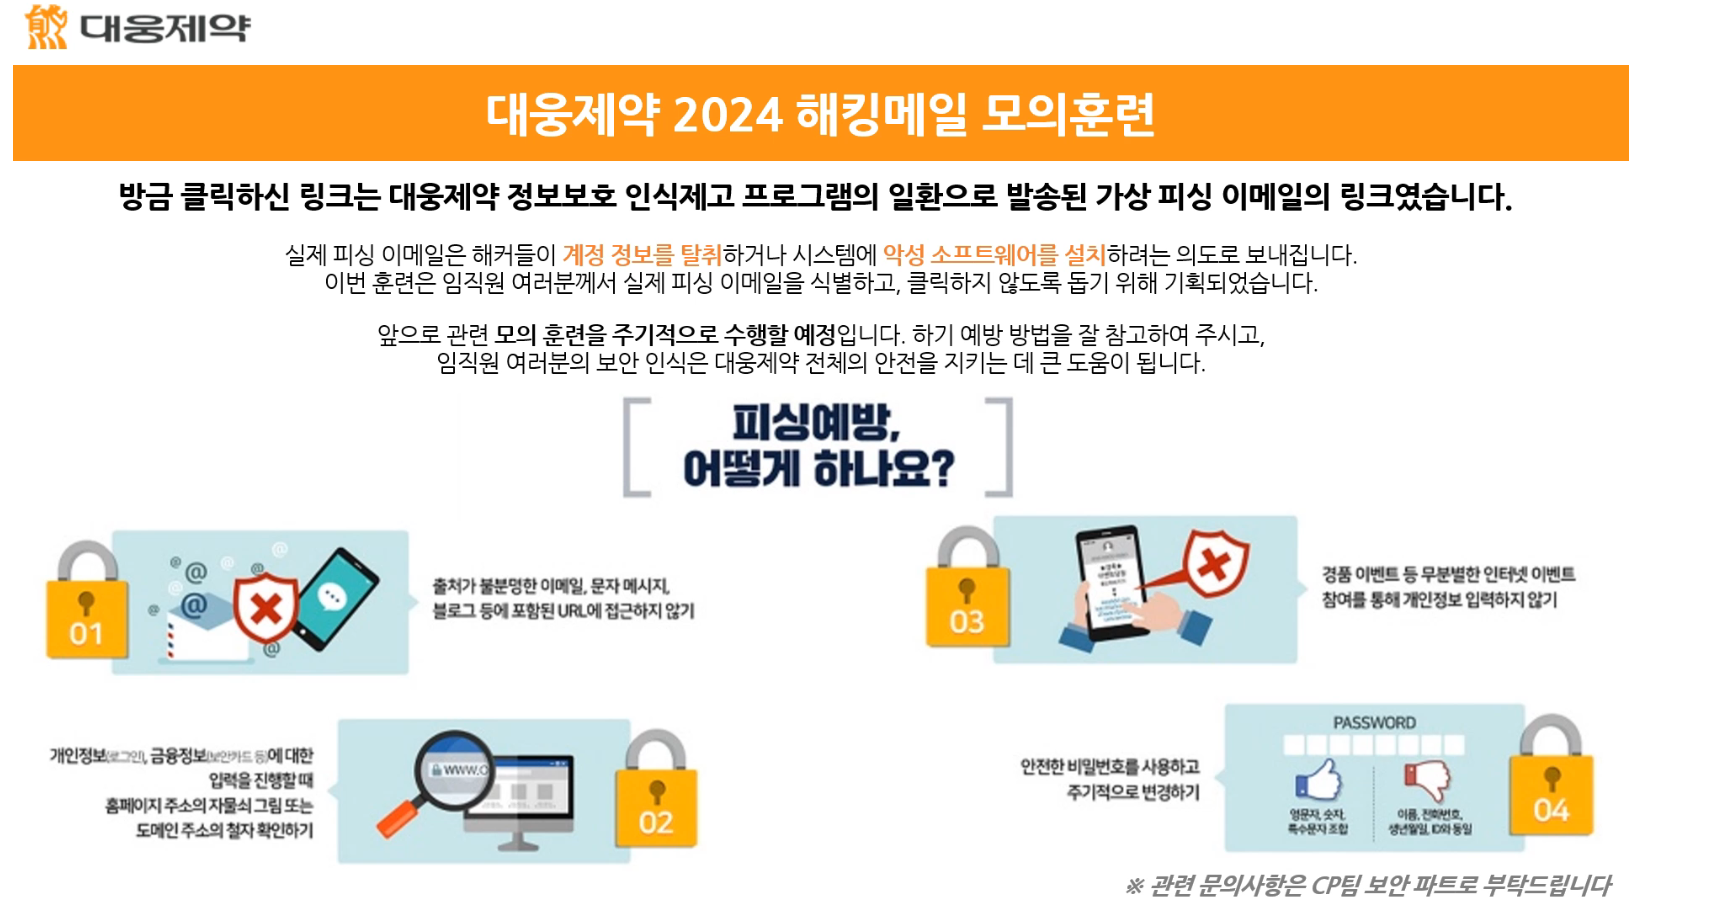 대웅제약
대웅제약 2024 해킹메일 모의훈련
방금 클릭하신 링크는 대웅제약 정보보호 인식제고 프로그램의 일환으로 발송된 가상 피싱 이메일의 링크였습니다.
실제 피싱 이메일은 해커들이 계정 정보를 탈취하거나 시스템에 악성 소프트웨어를 설치하려는 의도로 보내집니다.
이번 훈련은 임직원 여러분께서 실제 피싱 이메일을 식별하고, 클릭하지 않도록 돕기 위해 기획되었습니다.
앞으로 관련 모의 훈련을 주기적으로 수행할 예정입니다. 하기 예방 방법을 잘 참고하여 주시고,
임직원 여러분의 보안 인식은 대웅제약 전체의 안전을 지키는 데 큰 도움이 됩니다.
피싱예방,
어떻게 하나요?
01
출처가 불분명한 이메일, 문자 메시지,
블로그 등에 포함된 URL에 접근하지 않기
개인정보(로그인), 금융정보(보안카드 등)에 대한
입력을 진행할 때
홈페이지 주소의 자물쇠 그림 또는
도메인 주소의 철자 확인하기
WWW.O
02
03
경품 이벤트 등 무분별한 인터넷 이벤트
참여를 통해 개인정보 입력하지 않기
안전한 비밀번호를 사용하고
주기적으로 변경하기
PASSWORD
영문자, 숫자,
특수문자 조합
이름, 전화번호,
생년월일, ID와 동일
04
※ 관련 문의사항은 CP팀 보안 파트로 부탁드립니다